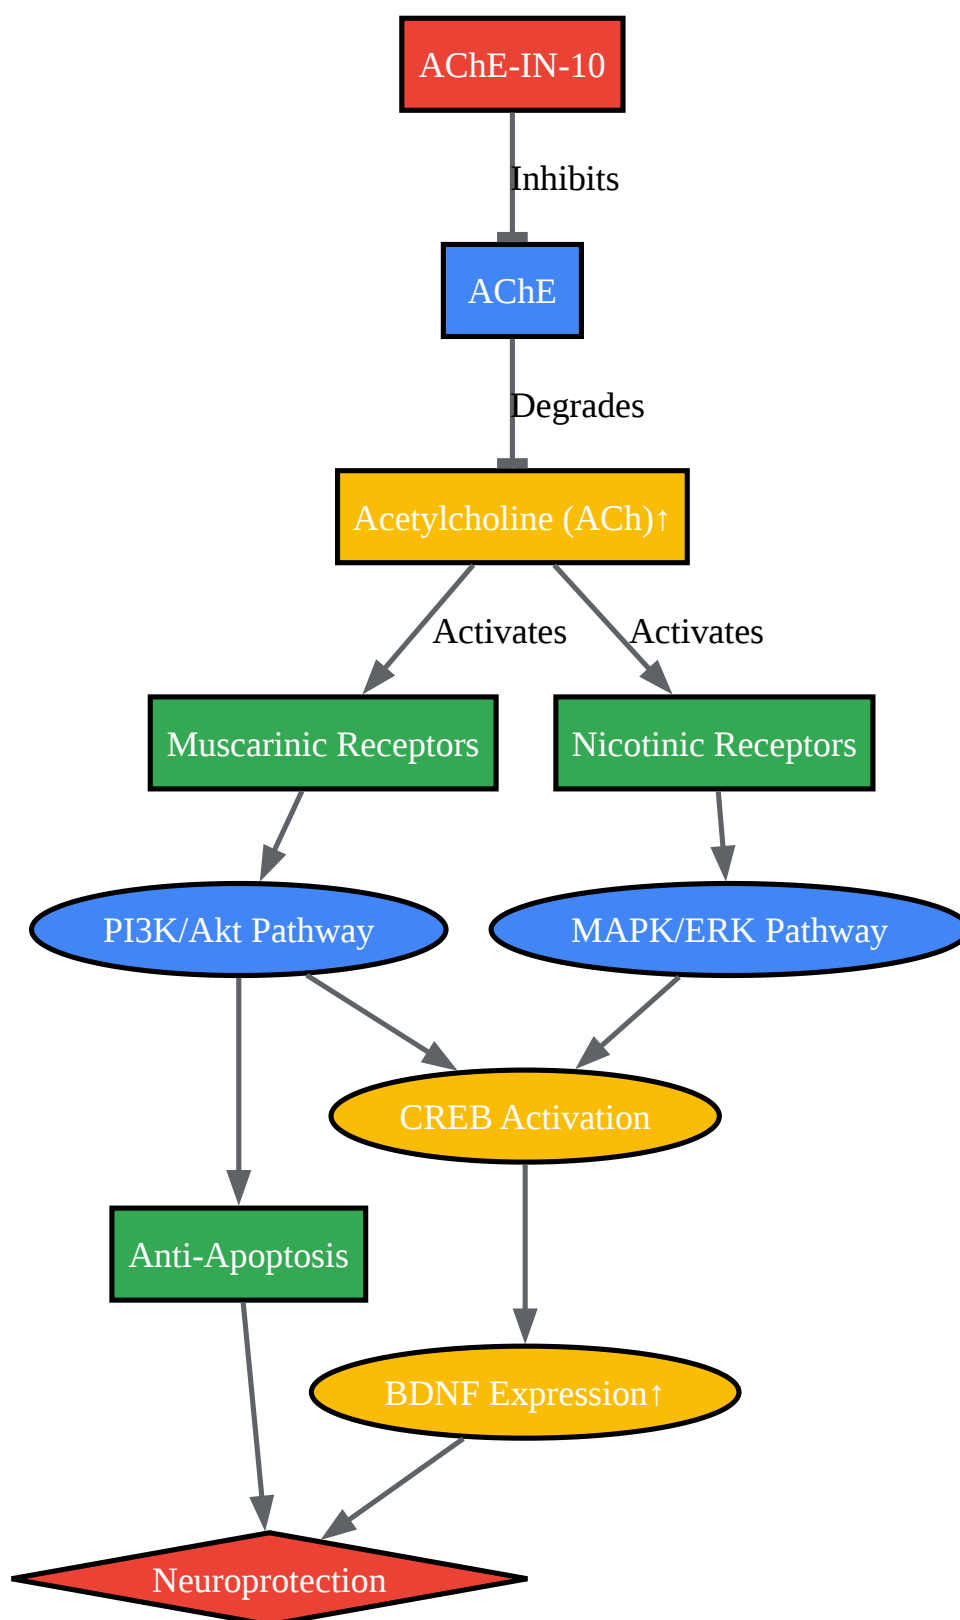 AChE-IN-10
Inhibits
AChE
Degrades
Acetylcholine (ACh)↑
Activates
Activates
Muscarinic Receptors
Nicotinic Receptors
PI3K/Akt Pathway
MAPK/ERK Pathway
CREB Activation
Anti-Apoptosis
BDNF Expression↑
Neuroprotection